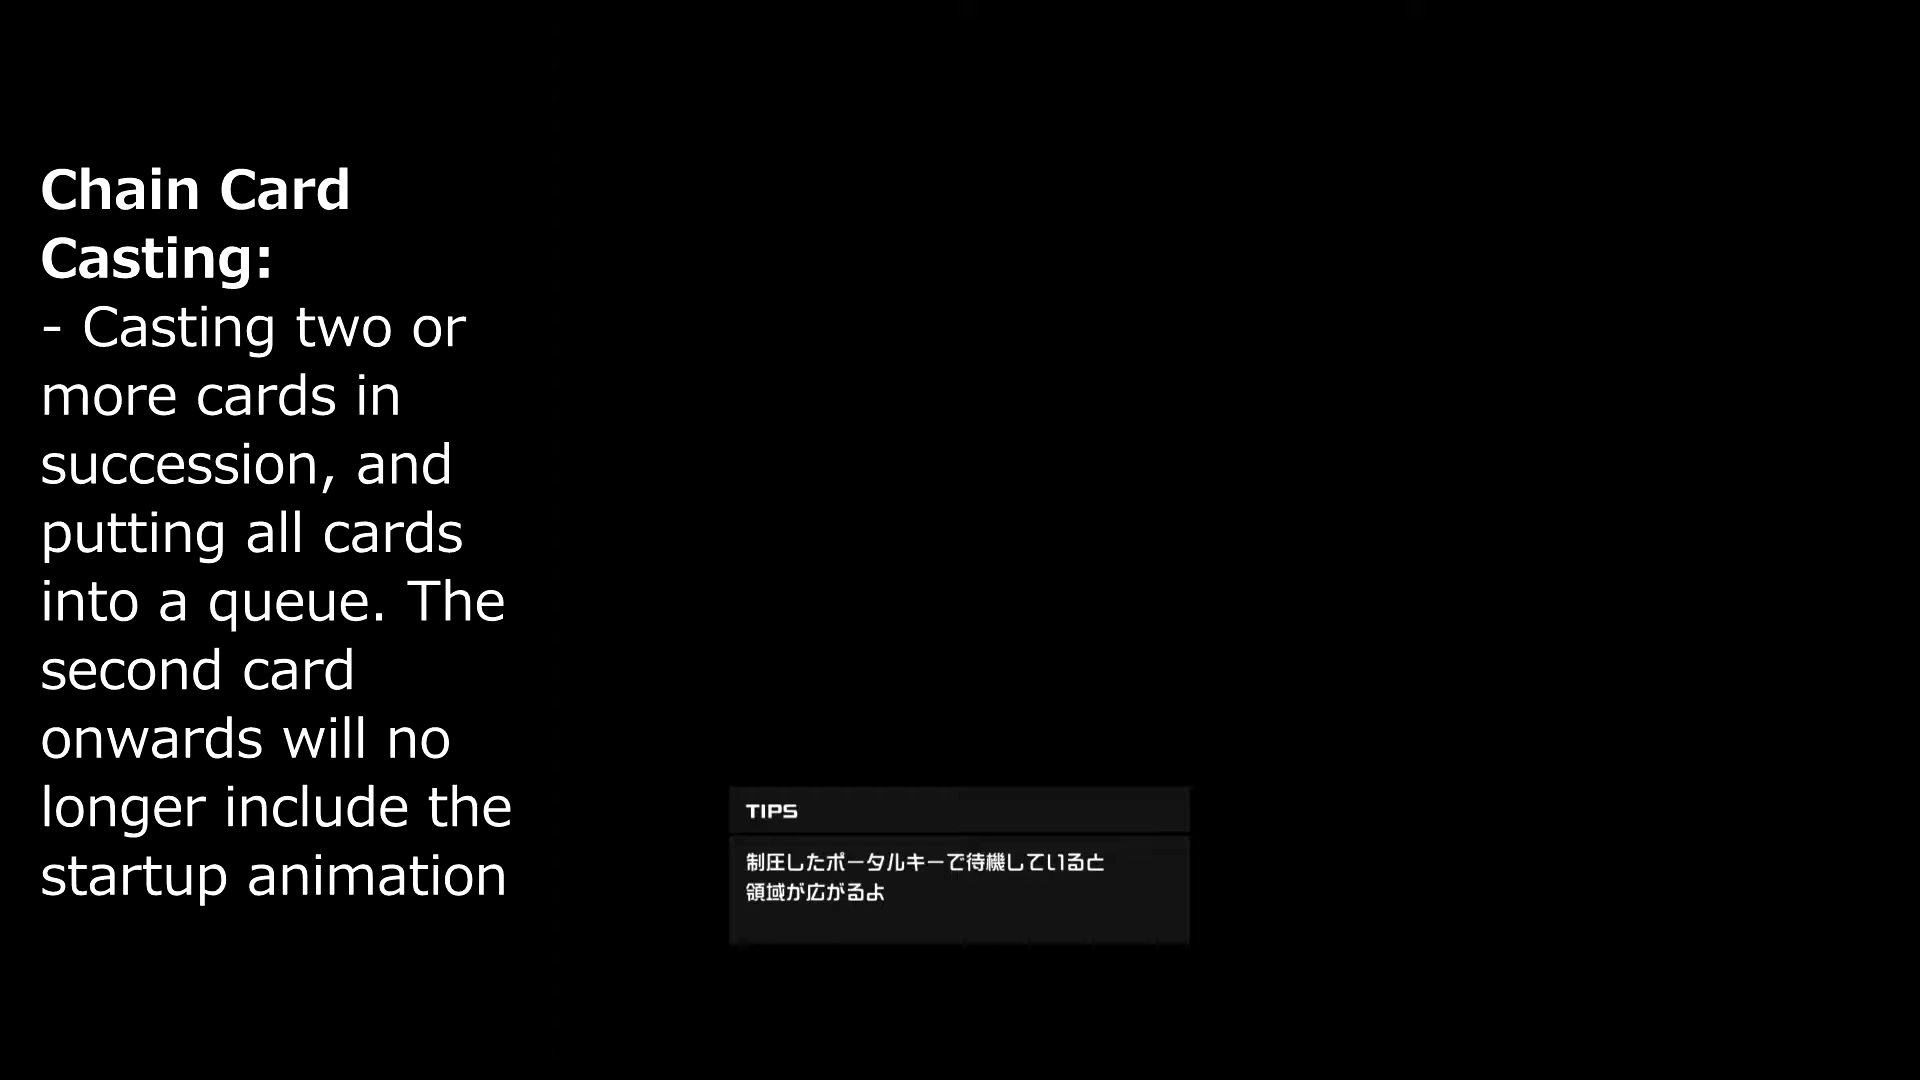 Chain Card
Casting:
- Casting two or
more cards in
succession, and
putting all cards
into a queue. The
second card
onwards will no
longer include the
startup animation
TIPS
制圧したポータルキーで待機していると
領域が広がるよ